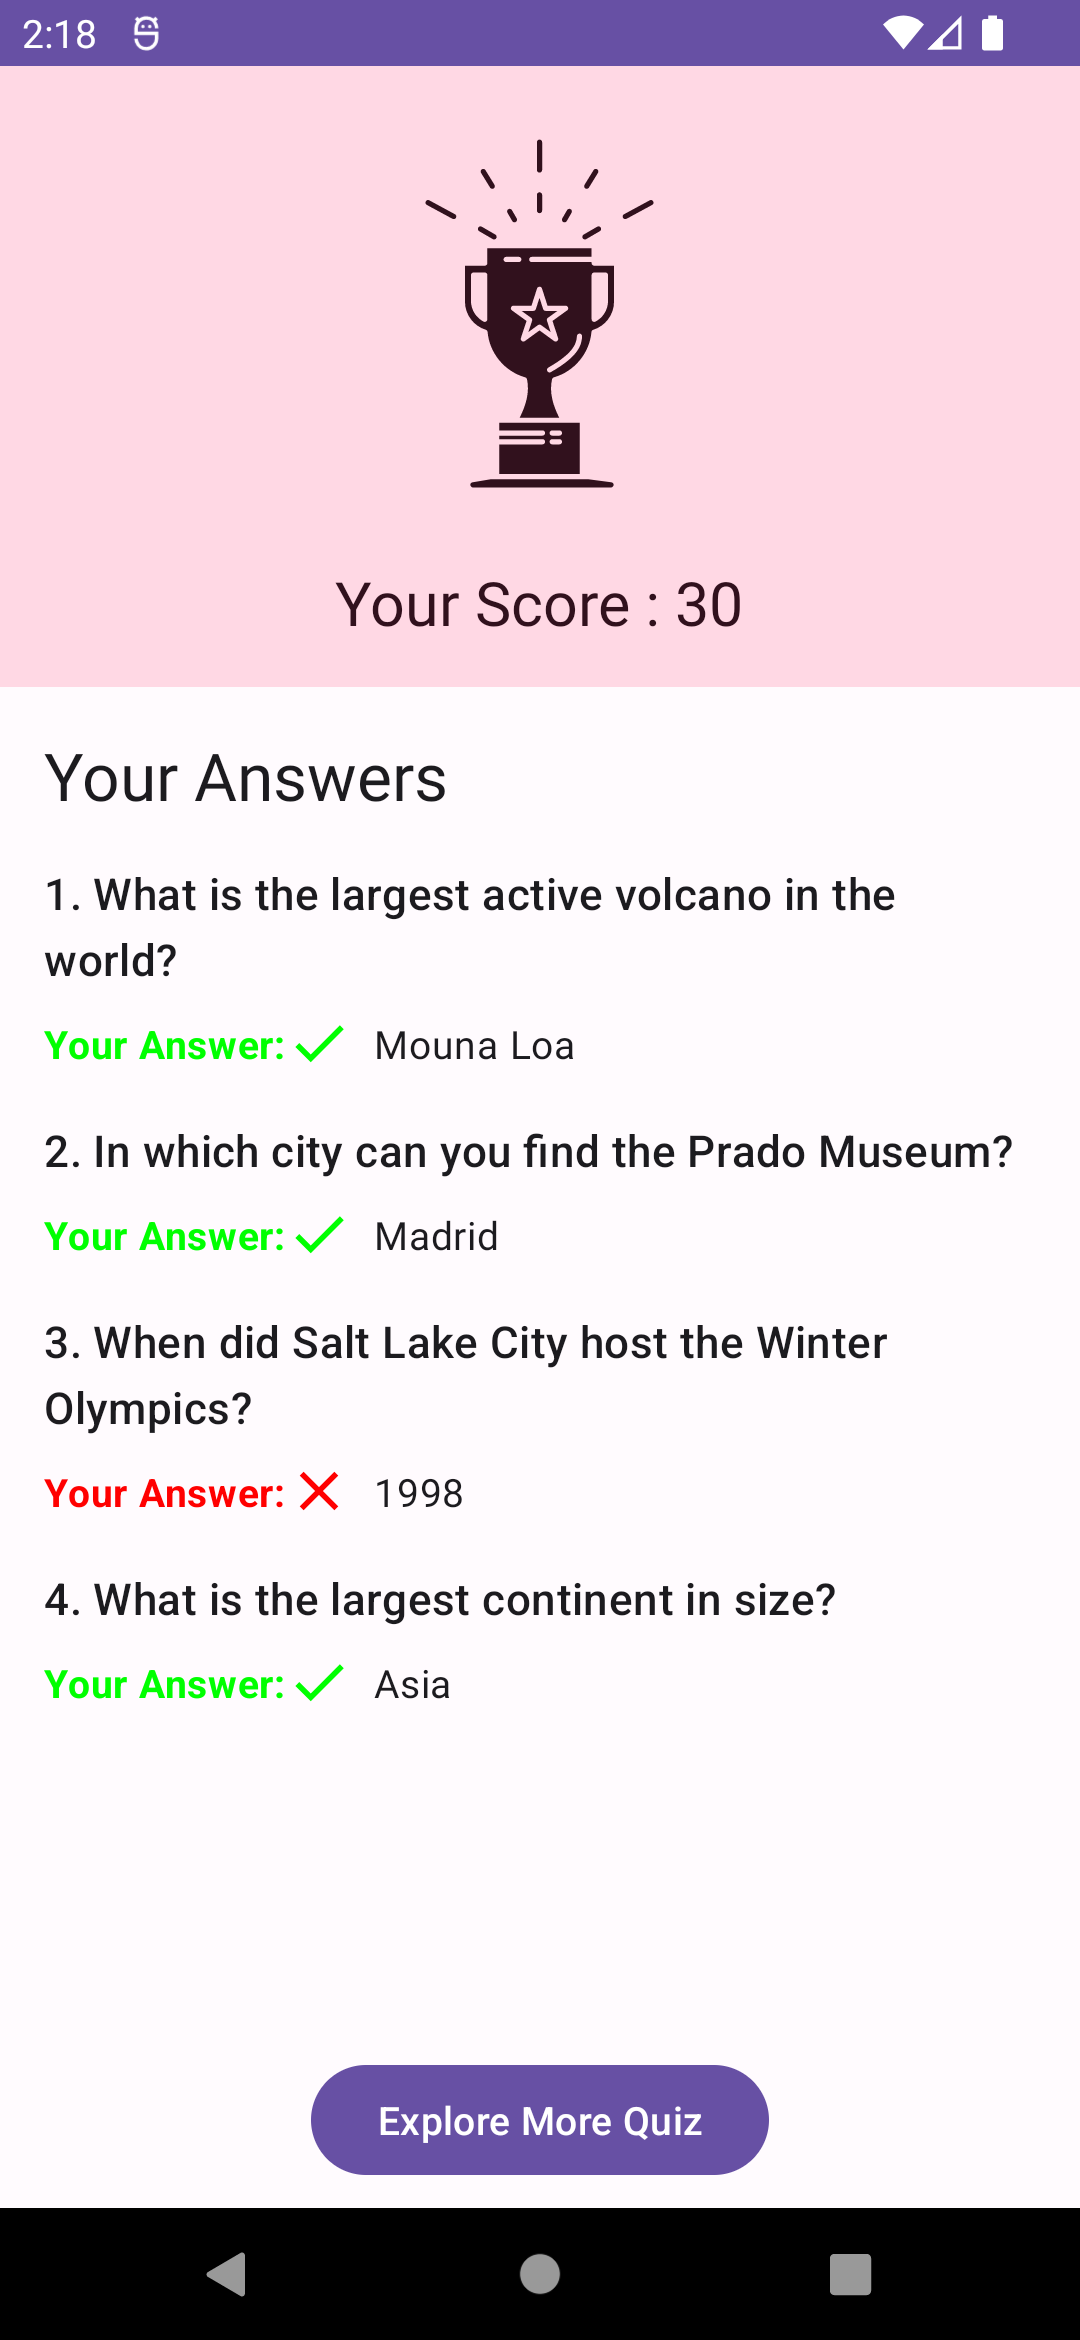 2:18
Your Score : 30
Your Answers
1. What is the largest active volcano in the
world?
Your Answer: Mouna Loa
2. In which city can you find the Prado Museum?
Your Answer: Madrid
3. When did Salt Lake City host the Winter
Olympics?
Your Answer: 1998
4. What is the largest continent in size?
Your Answer: Asia
Explore More Quiz